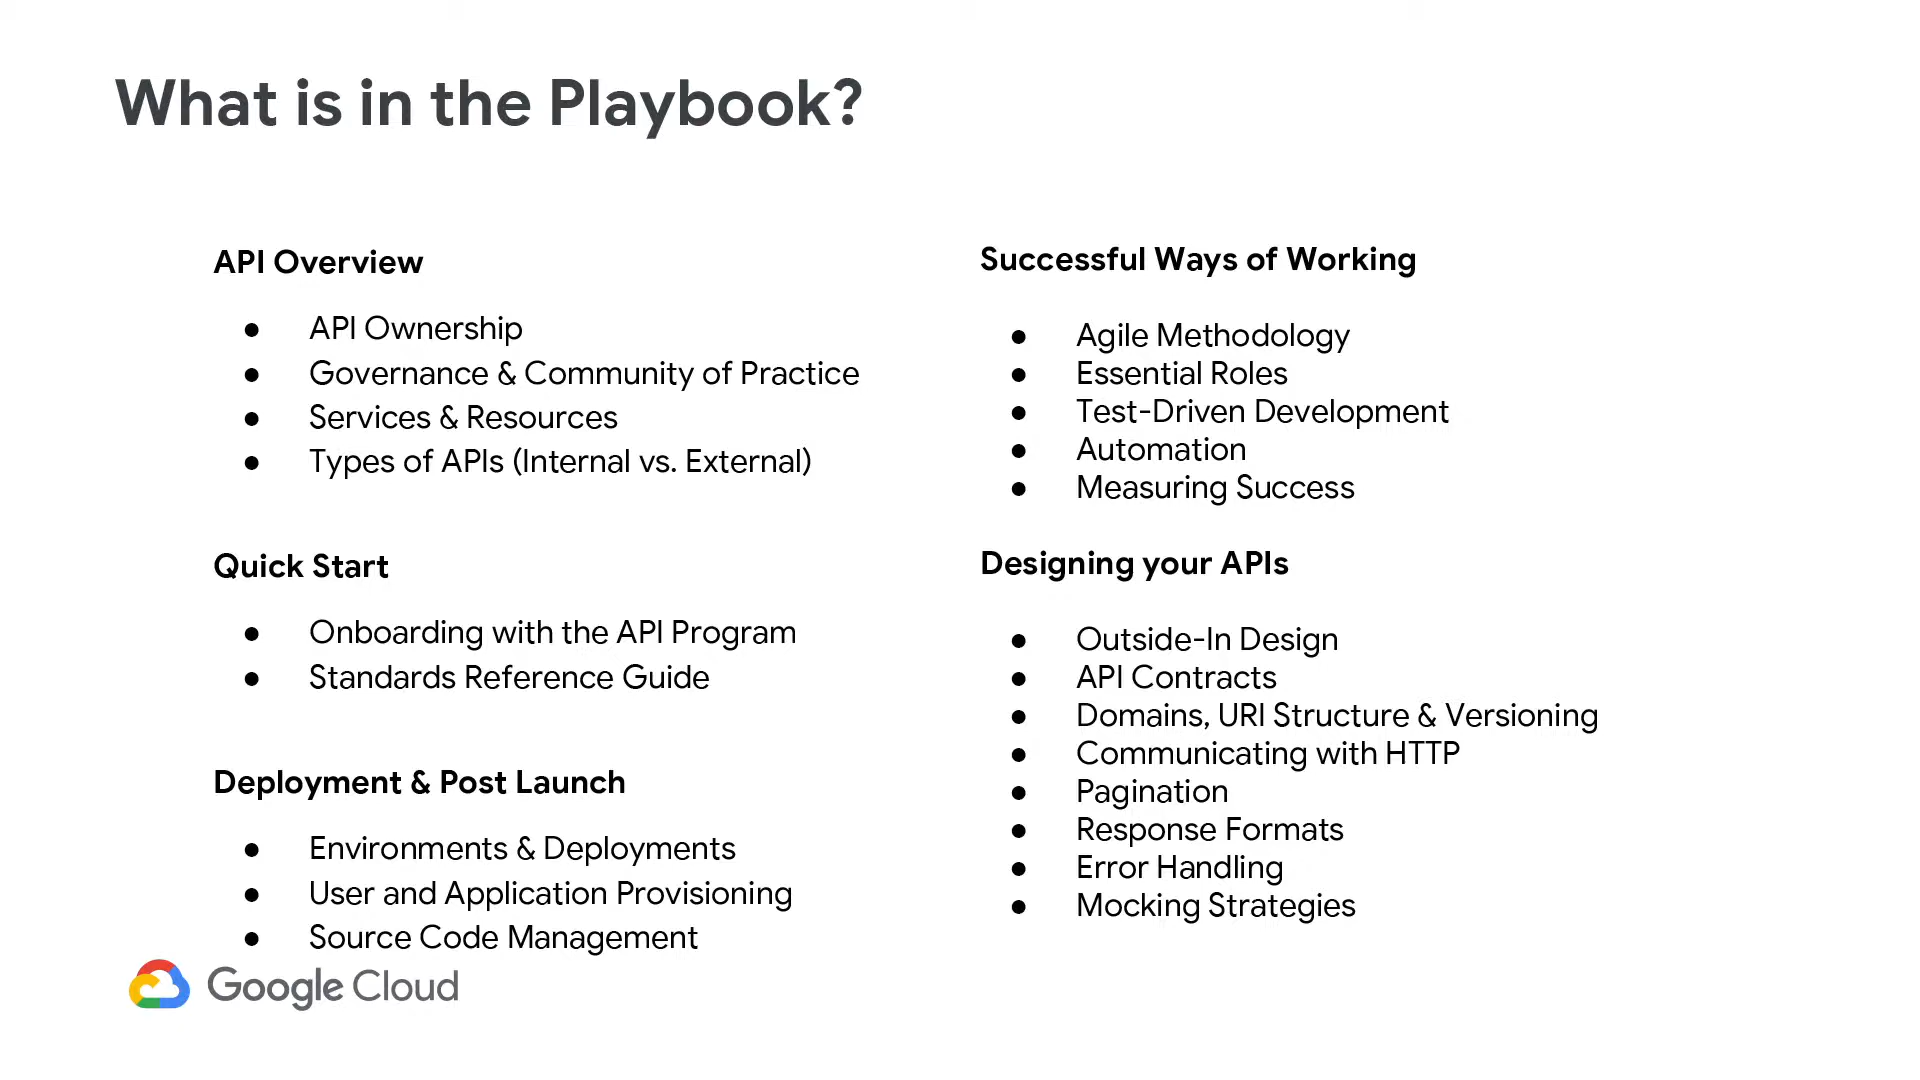 What is in the Playbook?
API Overview
● API Ownership
● Governance & Community of Practice
● Services & Resources
● Types of APIs (Internal vs. External)
Quick Start
● Onboarding with the API Program
● Standards Reference Guide
Deployment & Post Launch
● Environments & Deployments
● User and Application Provisioning
● Source Code Management
Successful Ways of Working
● Agile Methodology
● Essential Roles
● Test-Driven Development
● Automation
● Measuring Success
Designing your APIs
● Outside-In Design
● API Contracts
● Domains, URI Structure & Versioning
● Communicating with HTTP
● Pagination
● Response Formats
● Error Handling
● Mocking Strategies
Google Cloud